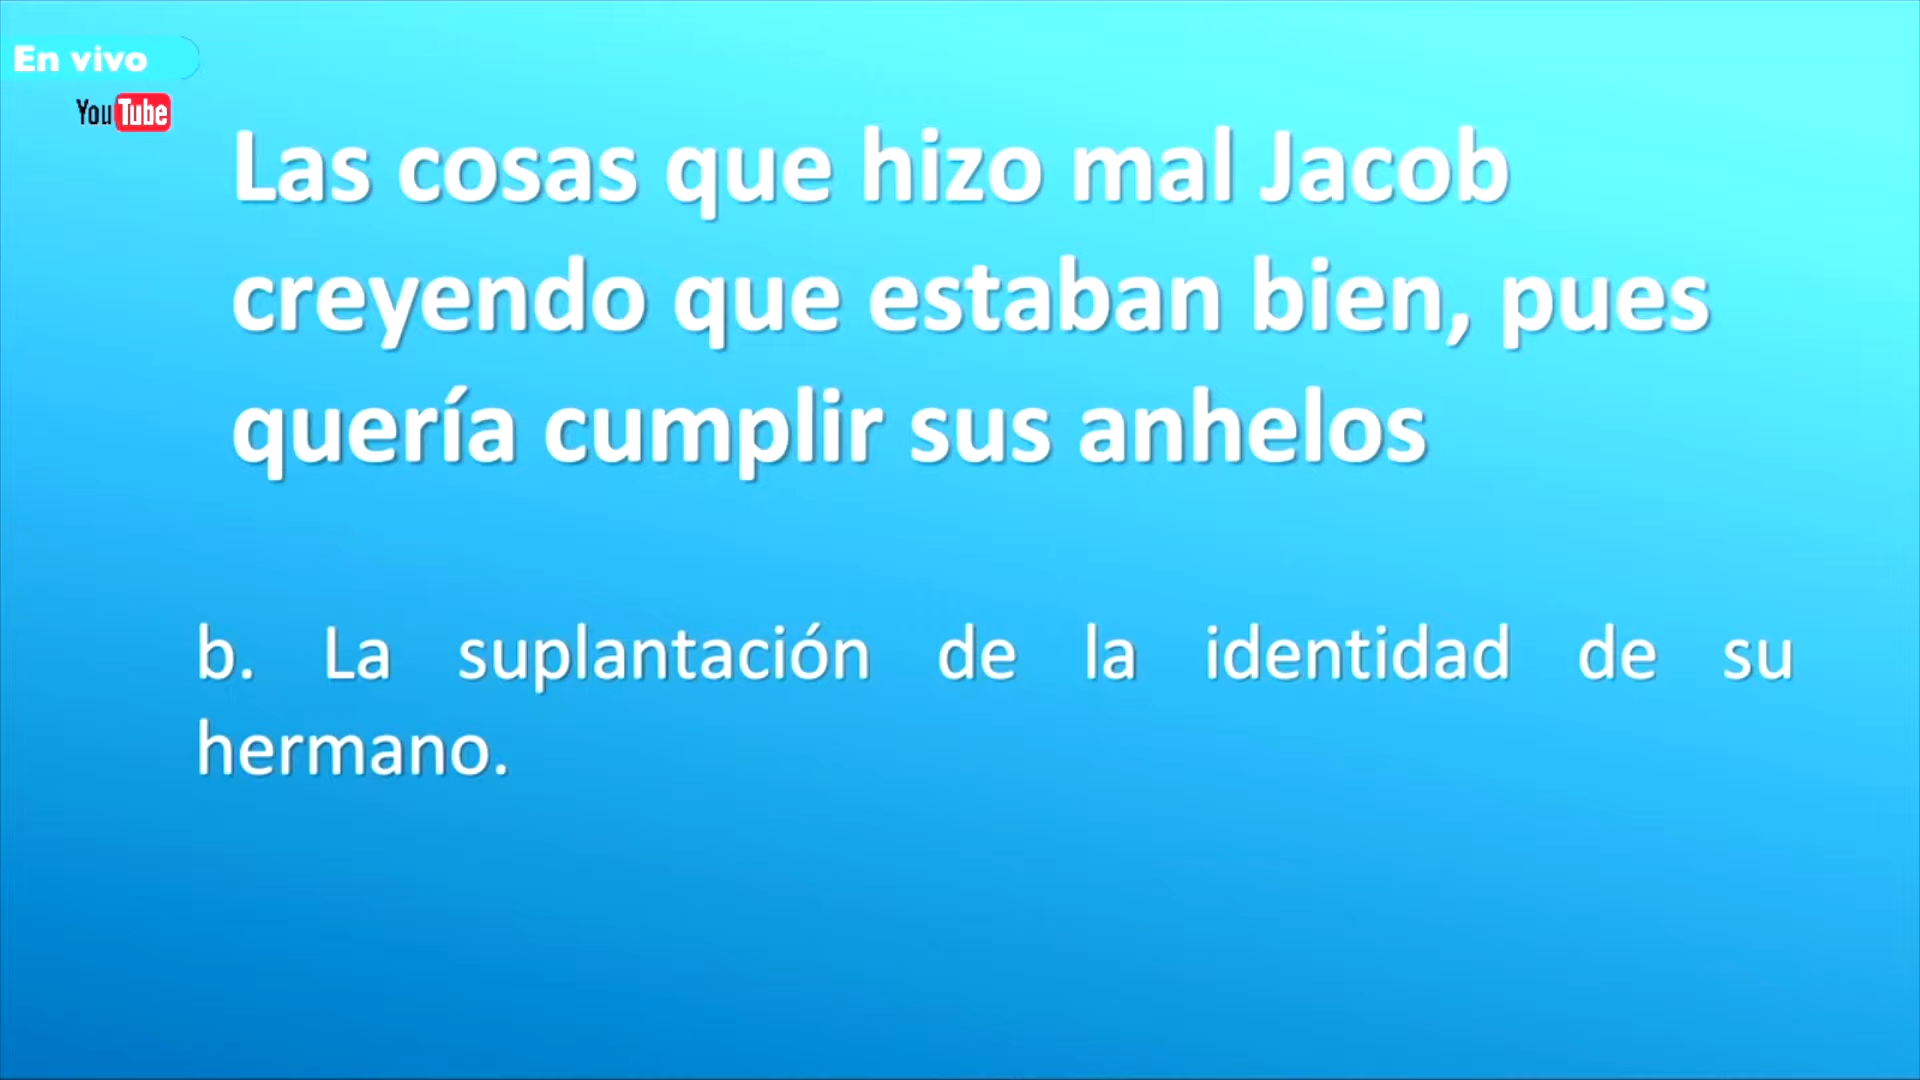 En vivo
YouTube
Las cosas que hizo mal Jacob
creyendo que estaban bien, pues
quería cumplir sus anhelos
b. La suplantación de la identidad de su
hermano.